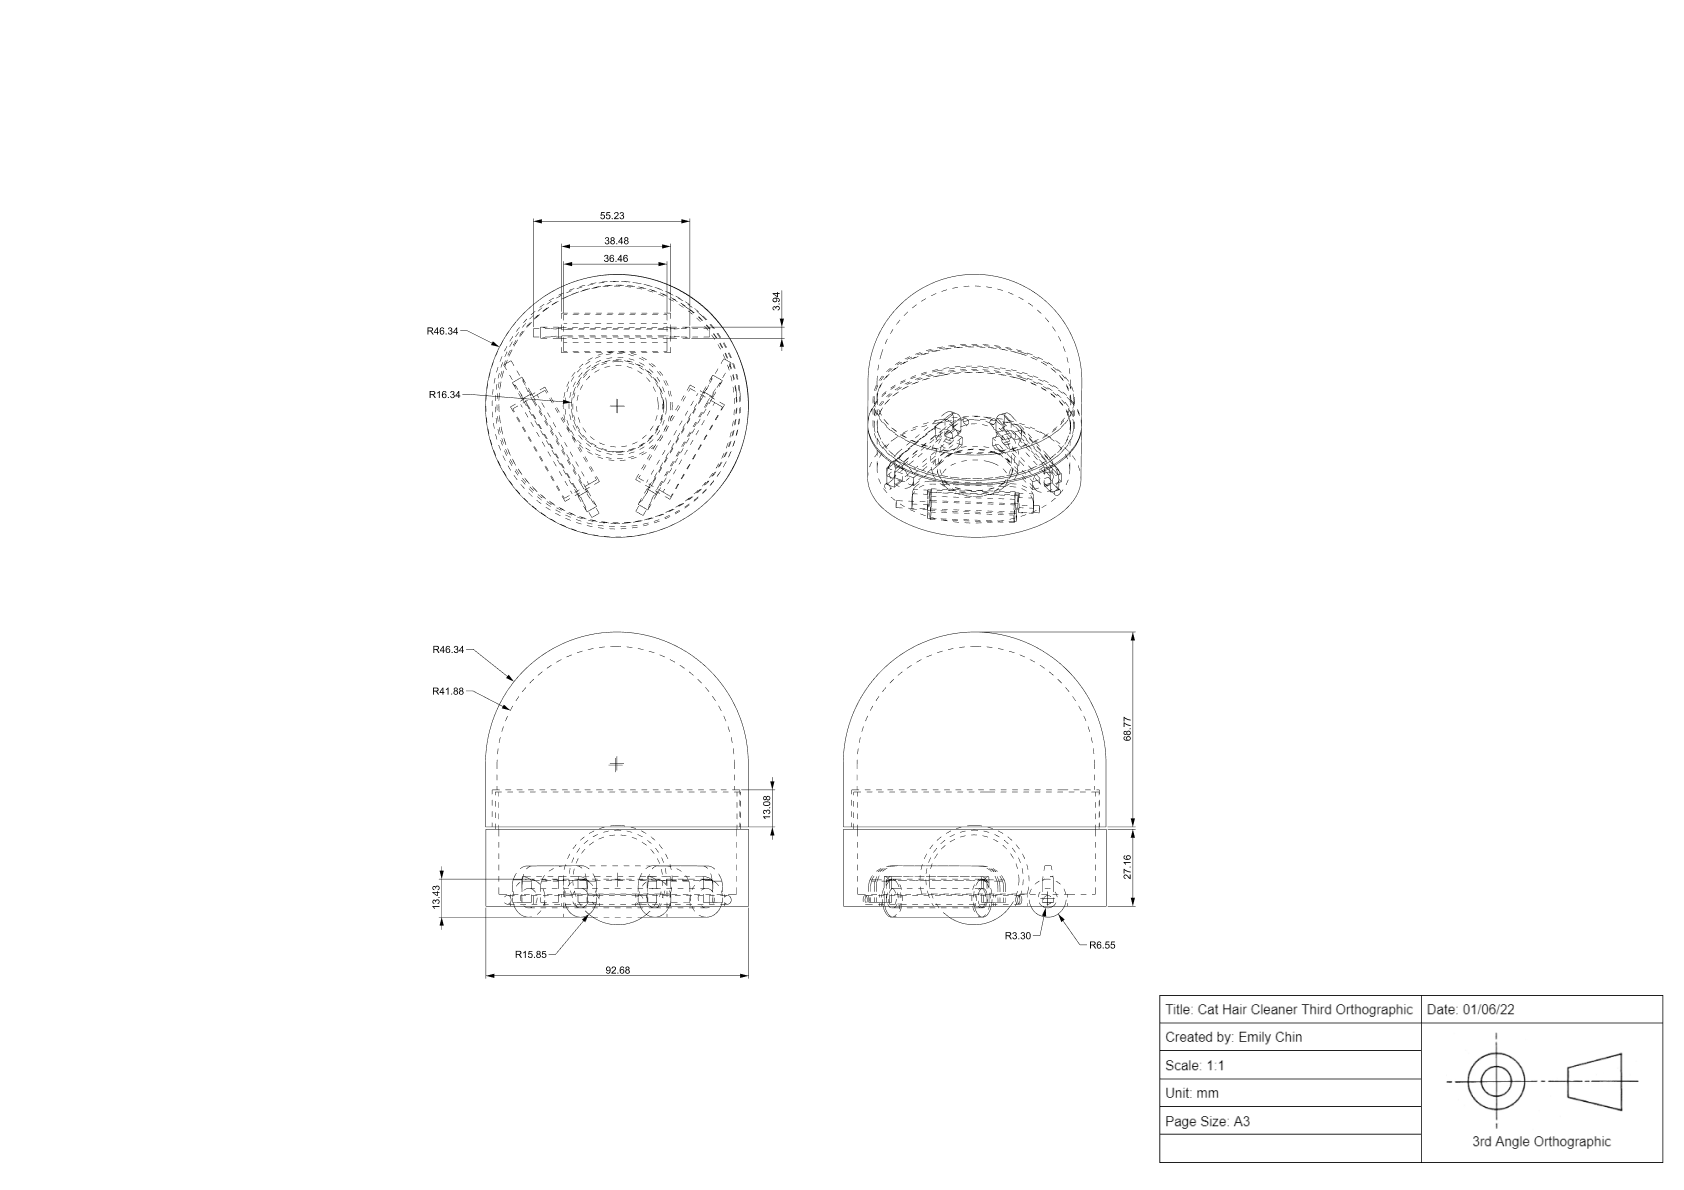 55.23
38.48
36.46
3.94
R46.34
R16.34
R46.34
R41.88
68.77
13.08
27.16
13.43
R15.85
R3.30
R6.55
92.68
Title: Cat Hair Cleaner Third Orthographic
Date: 01/06/22
Created by: Emily Chin
Scale: 1:1
Unit: mm
Page Size: A3
3rd Angle Orthographic